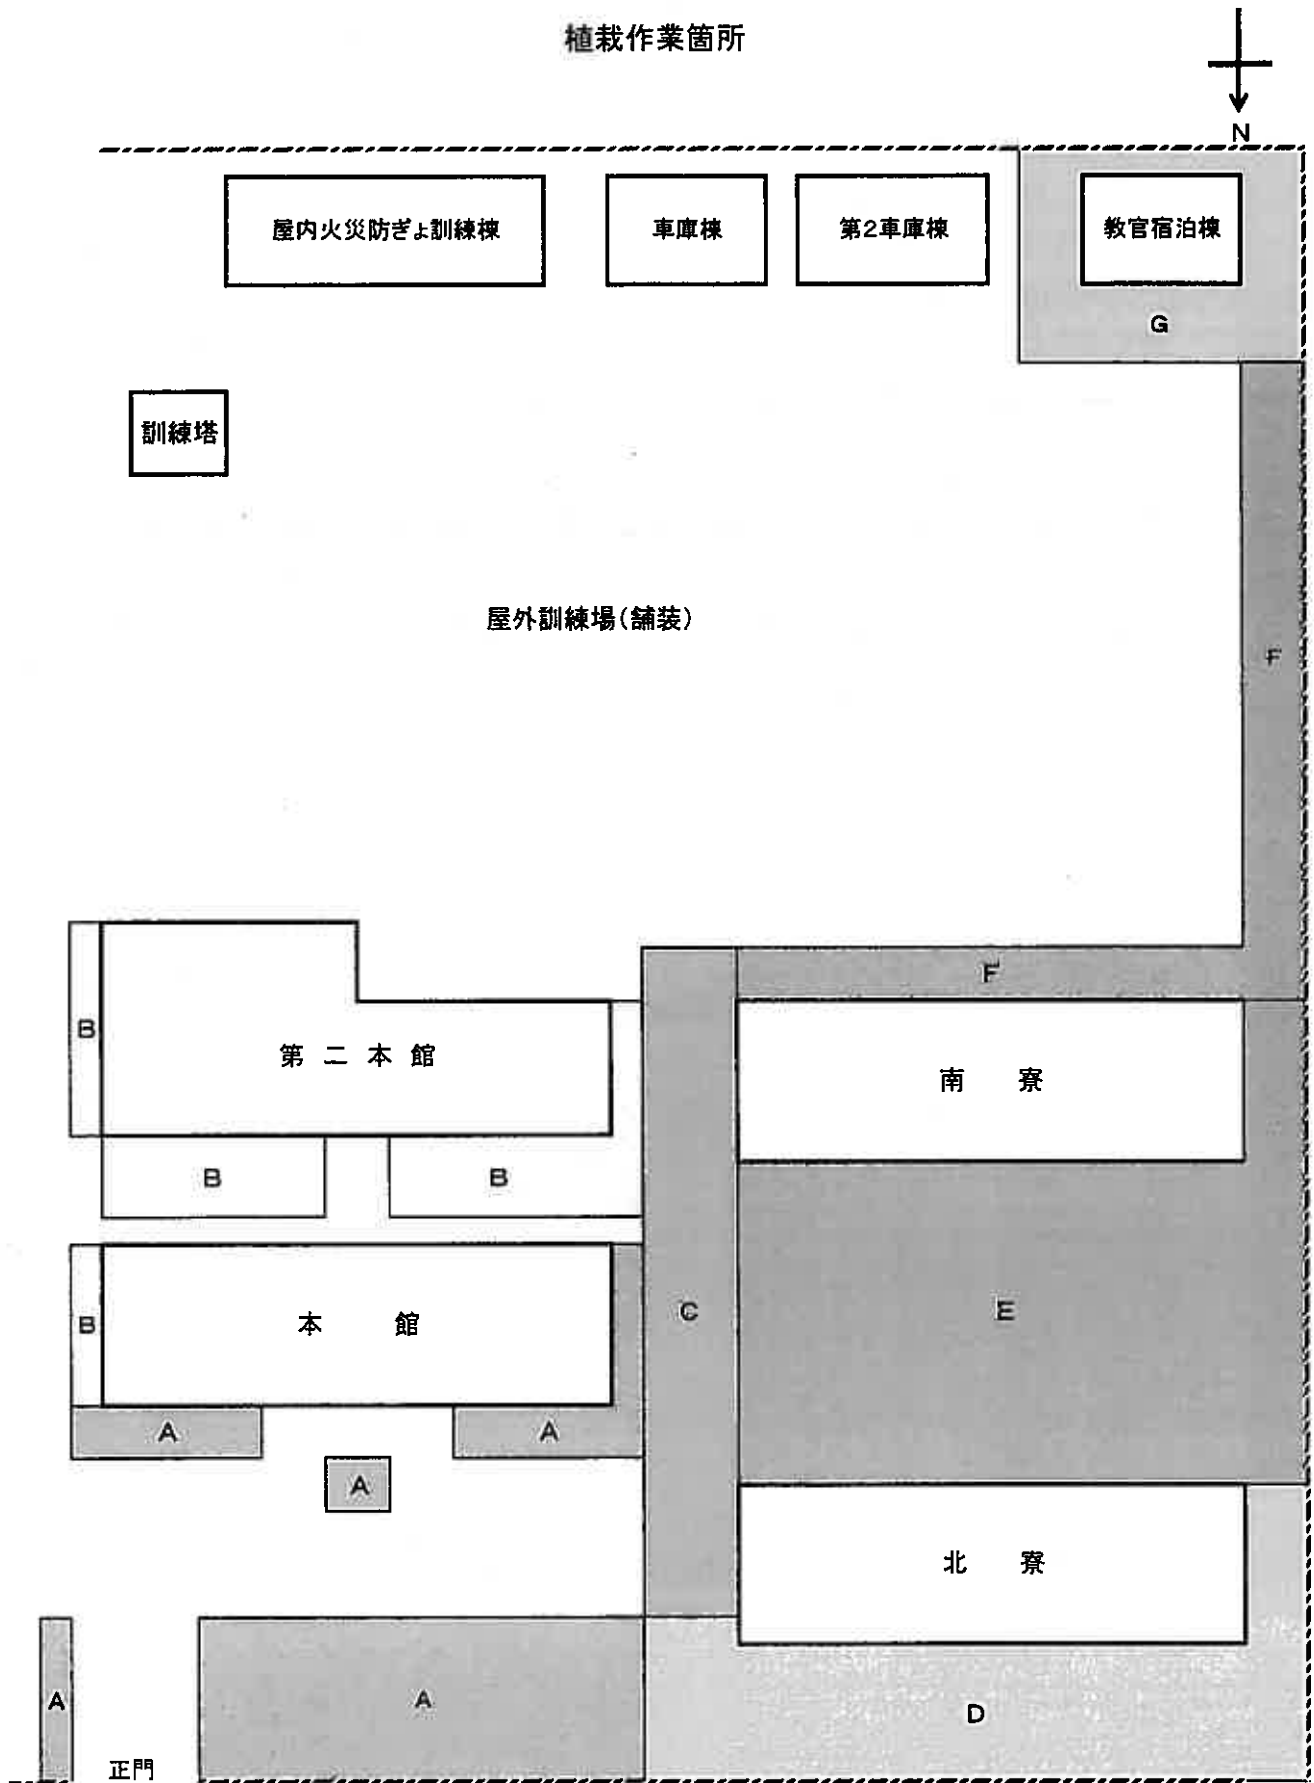 植栽作業箇所
N
屋内火災防ぎょ訓練棟
車庫棟
第2車庫棟
教官宿泊棟
G
訓練塔
屋外訓練場(舗装)
F
F
B
第二本館
南寮
B
B
C
E
B
本館
A
A
A
北寮
A
A
D
正門